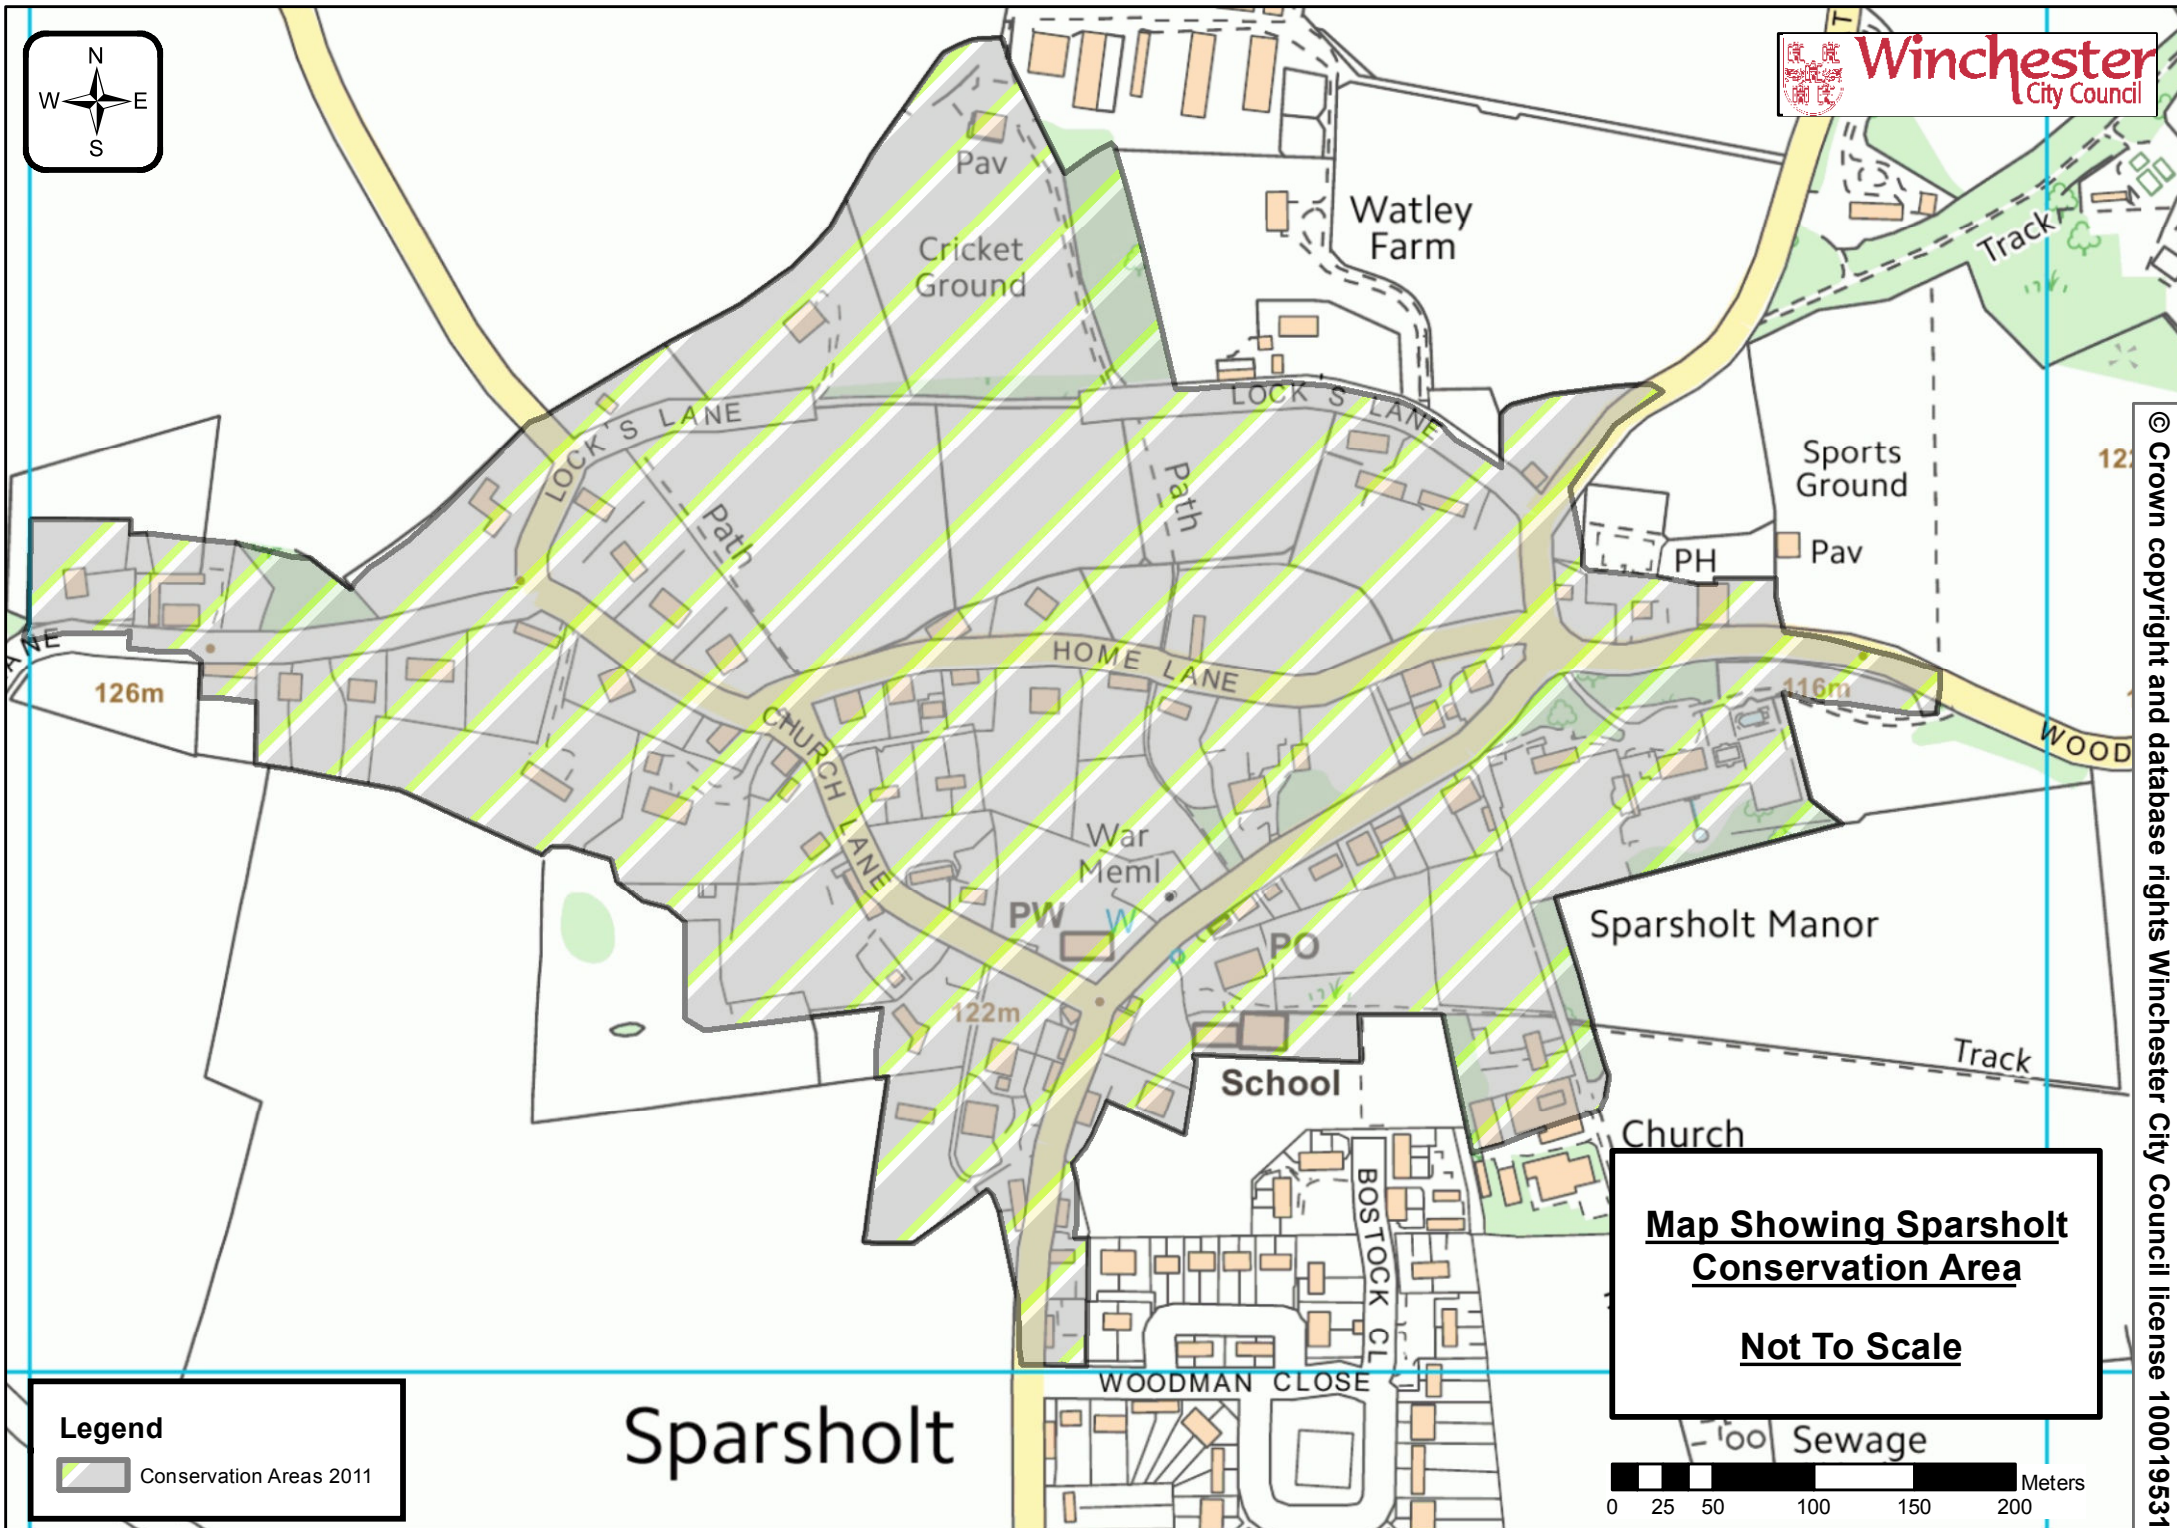 N
W E
S
Winchester
City Council
T
Pav
Cricket
Ground
Watley
Farm
Track
LOCK'S LANE
LOCK'S LANE
Path
Path
Sports
Ground
Pav
PH
122
ANE
126m
HOME LANE
116m
WOOD
CHURCH LANE
War
Meml
PW
W
PO
122m
Sparsholt Manor
Track
School
Church
BOSTOCK CL
WOODMAN CLOSE
Sparsholt
Sewage
Map Showing Sparsholt
Conservation Area
Not To Scale
Legend
Conservation Areas 2011
Meters
0 25 50 100 150 200
© Crown copyright and database rights Winchester City Council license 100019531